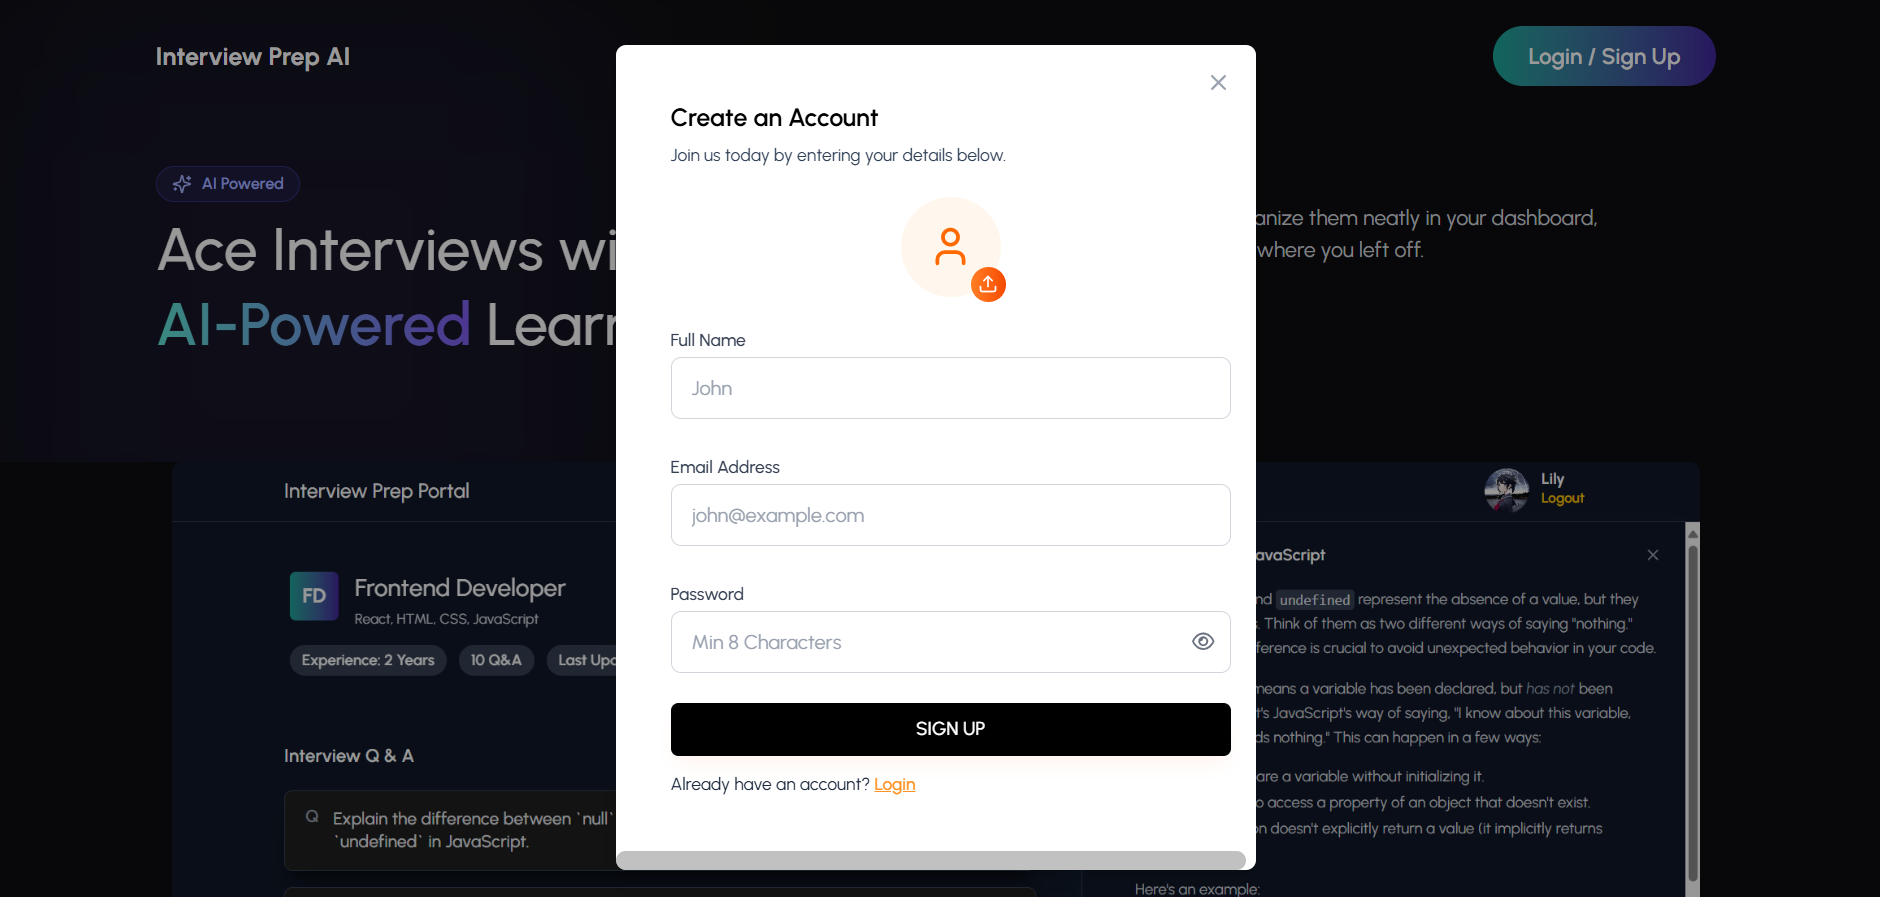 Interview Prep AI
Login / Sign Up
AI Powered
Ace Interviews
AI-Powered
anize them neatly in your dashboard,
where you left off.
Create an Account
Join us today by entering your details below.
Full Name
John
Email Address
john@example.com
Password
Min 8 Characters
SIGN UP
Already have an account? Login
Interview Prep Portal
Lily
Logout
FD
Frontend Developer
React, HTML, CSS, JavaScript
Experience: 2 Years
10 Q&A
Last
Interview Q & A
Q Explain the difference between `null`
`undefined` in JavaScript.
avaScript
undefined represent the absence of a value, but they
. Think of them as two different ways of saying "nothing."
ference is crucial to avoid unexpected behavior in your code.
means a variable has been declared, but has not been
t's JavaScript's way of saying, "I know about this variable,
ds nothing." This can happen in a few ways:
are a variable without initializing it.
o access a property of an object that doesn't exist.
on doesn't explicitly return a value (it implicitly returns
Here's an example: